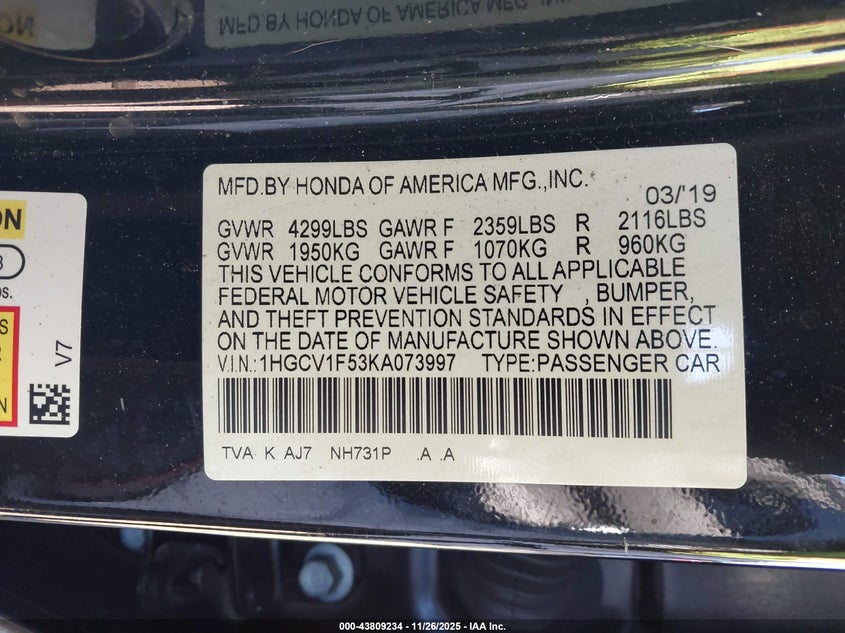 MFD.BY HONDA OF AMERICA MFG., IN
MFD.BY HONDA OF AMERICA MFG.,INC.
03/'19
GVWR 4299LBS GAWR F 2359LBS R 2116LBS
GVWR 1950KG GAWR F 1070KG R 960KG
THIS VEHICLE CONFORMS TO ALL APPLICABLE
FEDERAL MOTOR VEHICLE SAFETY , BUMPER,
AND THEFT PREVENTION STANDARDS IN EFFECT
ON THE DATE OF MANUFACTURE SHOWN ABOVE.
V.I.N.:1HGCV1F53KA073997 TYPE:PASSENGER CAR
TVA K AJ7 NH731P .A .A
V7
000-43809234 - 11/26/2025 - IAA Inc.